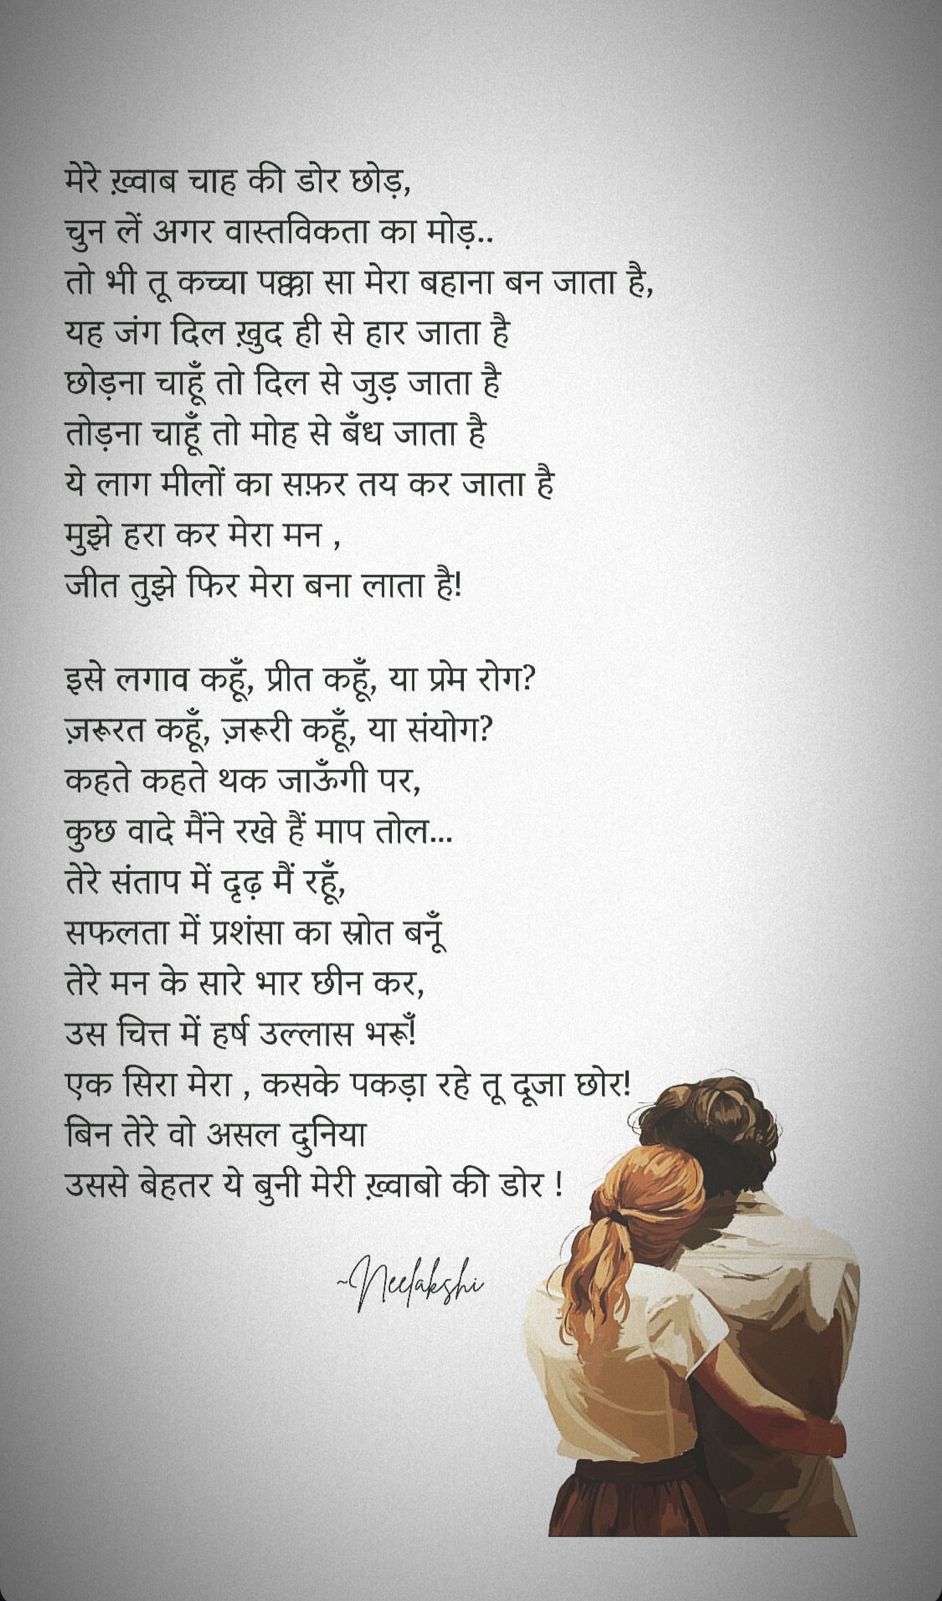 मेरे ख़्वाब चाह की डोर छोड़,
चुन लें अगर वास्तविकता का मोड़..
तो भी तू कच्चा पक्का सा मेरा बहाना बन जाता है,
यह जंग दिल ख़ुद ही से हार जाता है
छोड़ना चाहूँ तो दिल से जुड़ जाता है
तोड़ना चाहूँ तो मोह से बँध जाता है
ये लाग मीलों का सफ़र तय कर जाता है
मुझे हरा कर मेरा मन ,
जीत तुझे फिर मेरा बना लाता है!
इसे लगाव कहूँ, प्रीत कहूँ, या प्रेम रोग?
ज़रूरत कहूँ, ज़रूरी कहूँ, या संयोग?
कहते कहते थक जाऊँगी पर,
कुछ वादे मैंने रखे हैं माप तोल...
तेरे संताप में दृढ़ मैं रहूँ,
सफलता में प्रशंसा का स्रोत बनूँ
तेरे मन के सारे भार छीन कर,
उस चित्त में हर्ष उल्लास भरूँ!
एक सिरा मेरा , कसके पकड़ा रहे तू दूजा छोर!
बिन तेरे वो असल दुनिया
उससे बेहतर ये बुनी मेरी ख़्वाबो की डोर !
~Neelakshi